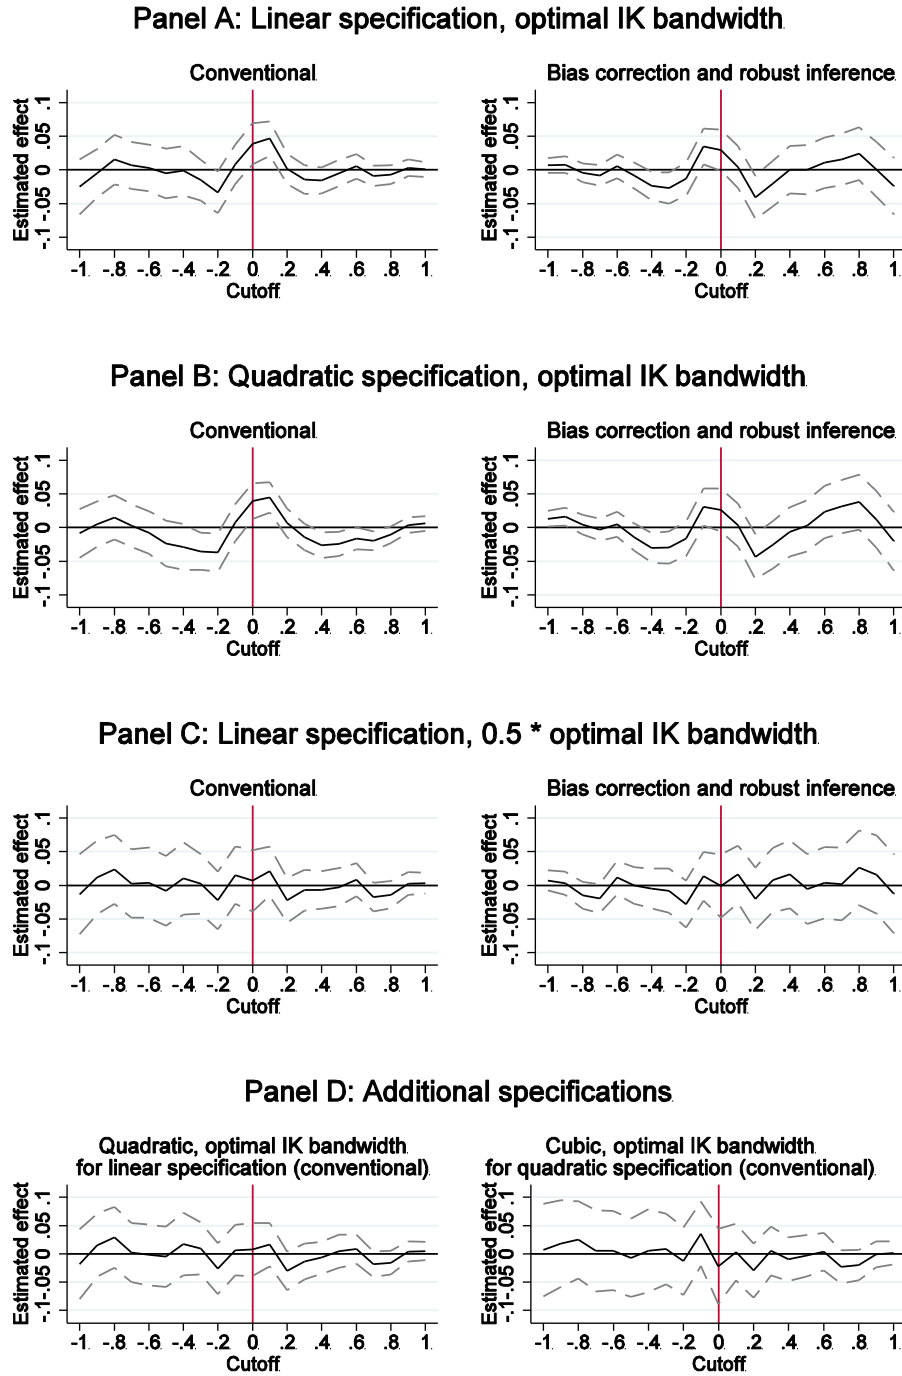 Panel A: Linear specification, optimal IK bandwidth
Conventional
Bias correction and robust inference
Estimated effect
-.1 -.05 0 .05 .1
-1 -.8 -.6 -.4 -.2 0 .2 .4 .6 .8 1
Cutoff
Estimated effect
-.1 -.05 0 .05 .1
-1 -.8 -.6 -.4 -.2 0 .2 .4 .6 .8 1
Cutoff
Panel B: Quadratic specification, optimal IK bandwidth
Conventional
Bias correction and robust inference
Estimated effect
-.1 -.05 0 .05 .1
-1 -.8 -.6 -.4 -.2 0 .2 .4 .6 .8 1
Cutoff
Estimated effect
-.1 -.05 0 .05 .1
-1 -.8 -.6 -.4 -.2 0 .2 .4 .6 .8 1
Cutoff
Panel C: Linear specification, 0.5 * optimal IK bandwidth
Conventional
Bias correction and robust inference
Estimated effect
-.1 -.05 0 .05 .1
-1 -.8 -.6 -.4 -.2 0 .2 .4 .6 .8 1
Cutoff
Estimated effect
-.1 -.05 0 .05 .1
-1 -.8 -.6 -.4 -.2 0 .2 .4 .6 .8 1
Cutoff
Panel D: Additional specifications
Quadratic, optimal IK bandwidth
for linear specification (conventional)
Cubic, optimal IK bandwidth
for quadratic specification (conventional)
Estimated effect
-.1 -.05 0 .05 .1
-1 -.8 -.6 -.4 -.2 0 .2 .4 .6 .8 1
Cutoff
Estimated effect
-.1 -.05 0 .05 .1
-1 -.8 -.6 -.4 -.2 0 .2 .4 .6 .8 1
Cutoff